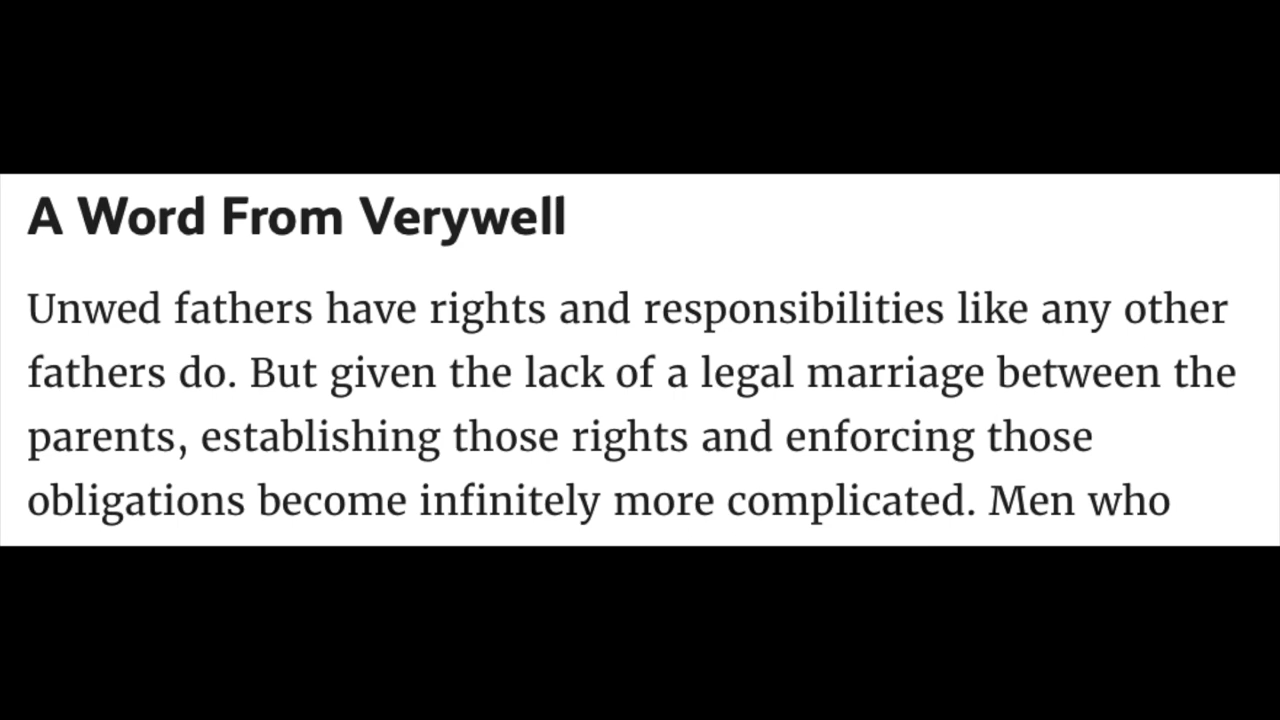 A Word From Verywell
Unwed fathers have rights and responsibilities like any other
fathers do. But given the lack of a legal marriage between the
parents, establishing those rights and enforcing those
obligations become infinitely more complicated. Men who